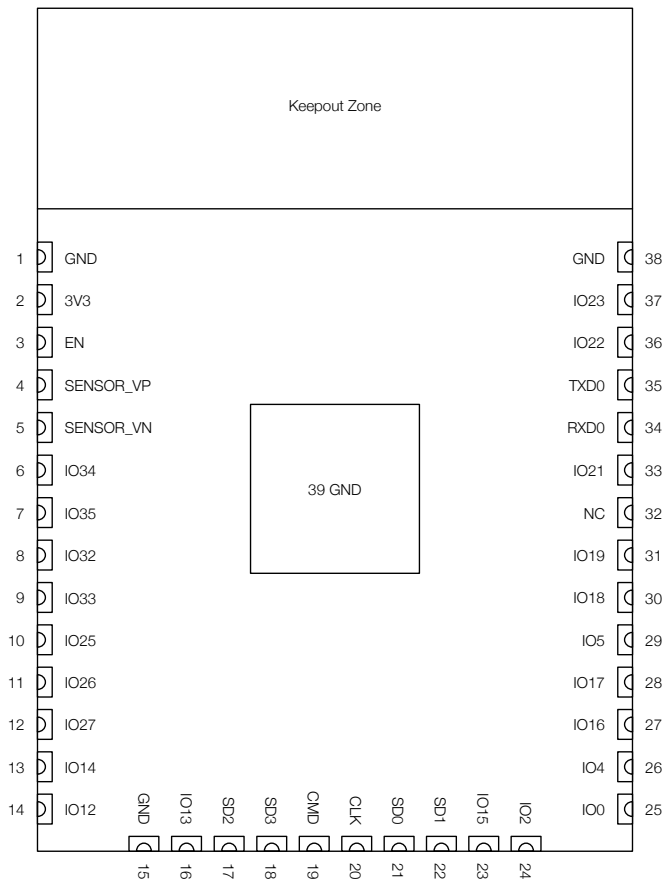 Keepout Zone
1 GND
2 3V3
3 EN
4 SENSOR_VP
5 SENSOR_VN
6 IO34
7 IO35
8 IO32
9 IO33
10 IO25
11 IO26
12 IO27
13 IO14
14 IO12
39 GND
GND 38
IO23 37
IO22 36
TXD0 35
RXD0 34
IO21 33
NC 32
IO19 31
IO18 30
IO5 29
IO17 28
IO16 27
IO4 26
IO0 25
GND 15
IO13 16
SD2 17
SD3 18
CMD 19
CLK 20
SD0 21
SD1 22
IO15 23
IO2 24